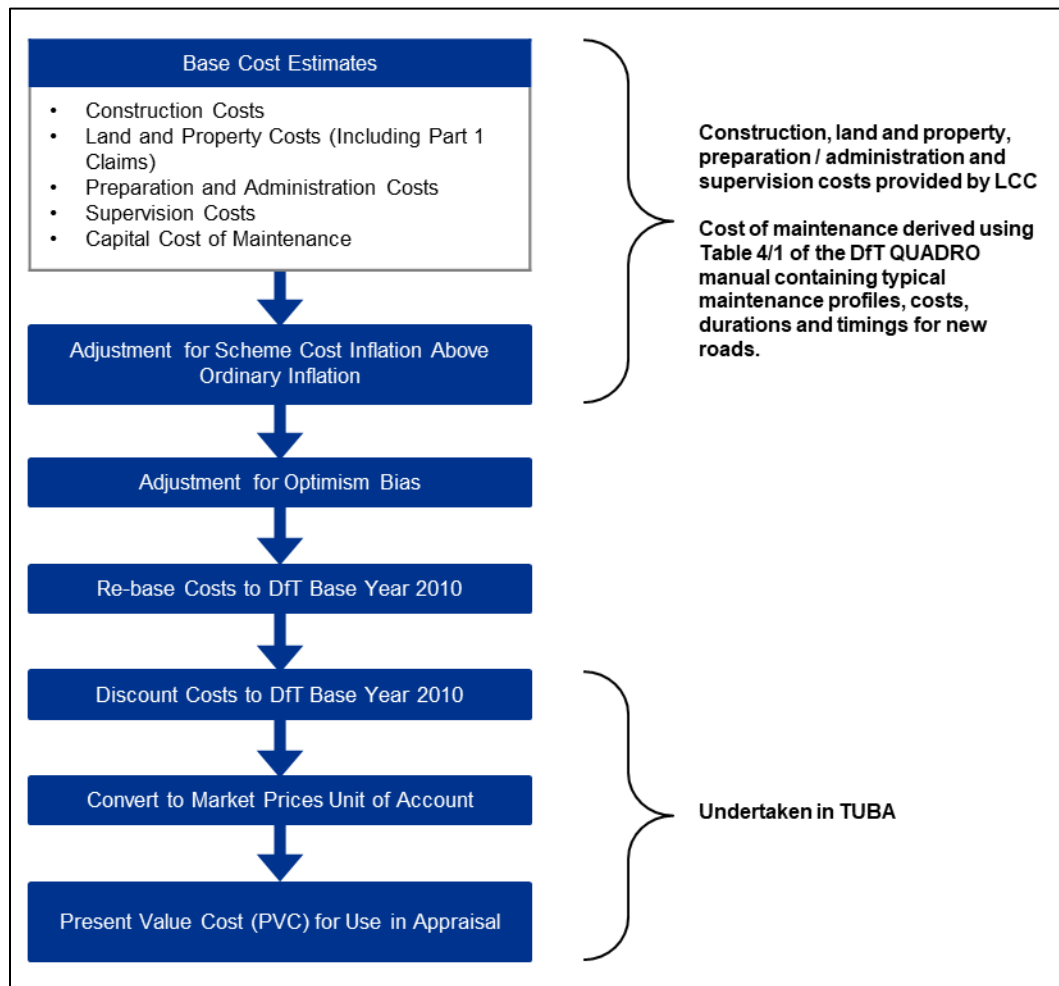 Base Cost Estimates
• Construction Costs
• Land and Property Costs (Including Part 1
Claims)
• Preparation and Administration Costs
• Supervision Costs
• Capital Cost of Maintenance
Construction, land and property,
preparation / administration and
supervision costs provided by LCC
Cost of maintenance derived using
Table 4/1 of the DfT QUADRO
manual containing typical
maintenance profiles, costs,
durations and timings for new
roads.
Adjustment for Scheme Cost Inflation Above
Ordinary Inflation
Adjustment for Optimism Bias
Re-base Costs to DfT Base Year 2010
Discount Costs to DfT Base Year 2010
Convert to Market Prices Unit of Account
Undertaken in TUBA
Present Value Cost (PVC) for Use in Appraisal